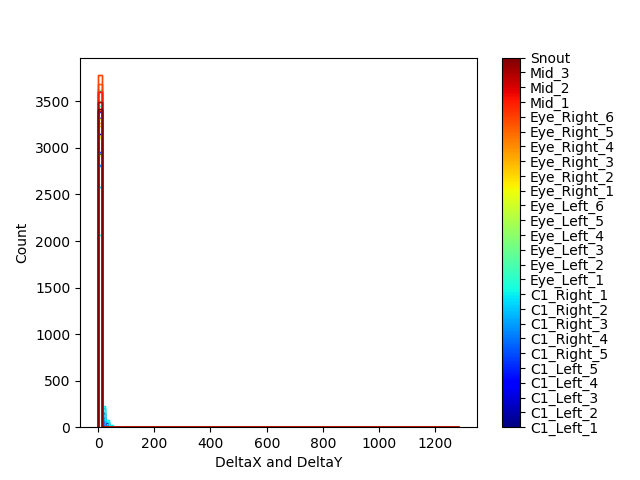 3500
3000
2500
2000
1500
1000
500
0
Count
0 200 400 600 800 1000 1200
DeltaX and DeltaY
Snout
Mid_3
Mid_2
Mid_1
Eye_Right_6
Eye_Right_5
Eye_Right_4
Eye_Right_3
Eye_Right_2
Eye_Right_1
Eye_Left_6
Eye_Left_5
Eye_Left_4
Eye_Left_3
Eye_Left_2
Eye_Left_1
C1_Right_1
C1_Right_2
C1_Right_3
C1_Right_4
C1_Right_5
C1_Left_5
C1_Left_4
C1_Left_3
C1_Left_2
C1_Left_1